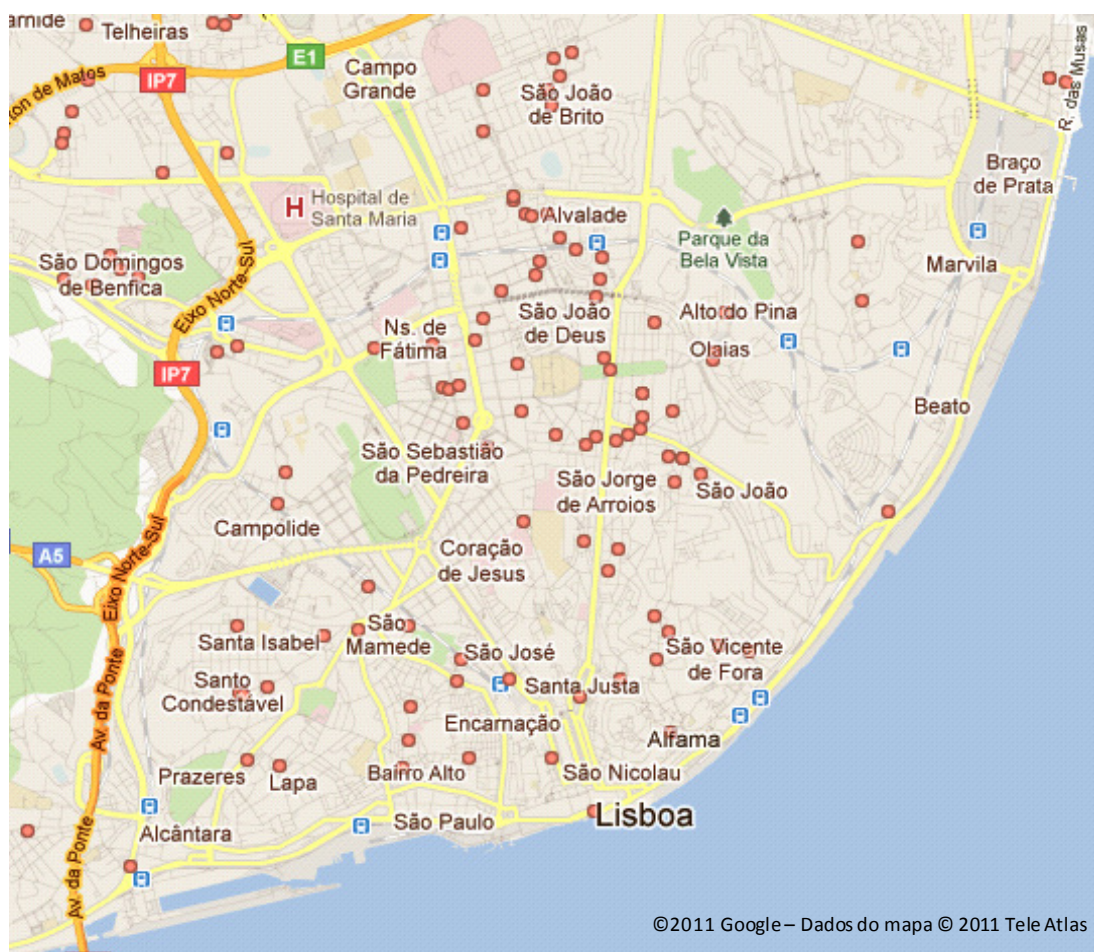 amide
Telheiras
E1
Campo
Grande
ton de Matos
IP7
São João
de Brito
R. das Musas
Braço
de Prata
H Hospital de
Santa Maria
Alvalade
Parque da
Bela Vista
Marvila
São Domingos
de Benfica
Eixo Norte-Sul
Ns. de
Fátima
São João
de Deus
Alto do Pina
Olaias
IP7
Beato
São Sebastião
da Pedreira
São Jorge
de Arroios
São João
Campolide
A5
Eixo Norte-Sul
Coração
de Jesus
Santa Isabel
São
Mamede
São José
São Vicente
de Fora
Santo
Condestável
Santa Justa
Av. da Ponte
Encarnação
Alfama
Prazeres
Lapa
Bairro Alto
São Nicolau
Alcântara
São Paulo
Lisboa
Av. da Ponte
©2011 Google – Dados do mapa © 2011 Tele Atlas